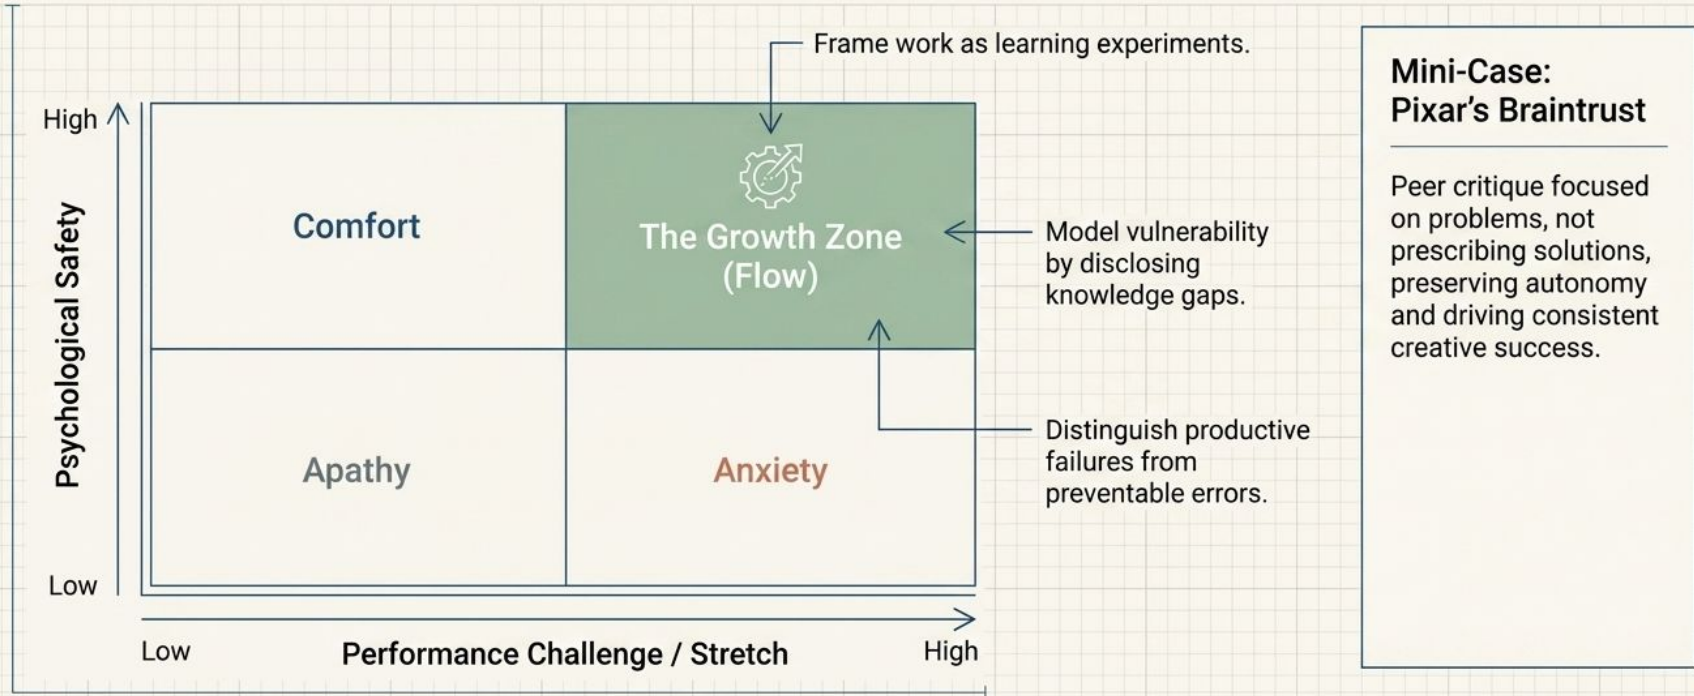 Frame work as learning experiments.
High
Comfort
The Growth Zone
(Flow)
Model vulnerability
by disclosing
knowledge gaps.
Psychological Safety
Apathy
Anxiety
Distinguish productive
failures from
preventable errors.
Low
Low
Performance Challenge / Stretch
High
Mini-Case:
Pixar's Braintrust
Peer critique focused
on problems, not
prescribing solutions,
preserving autonomy
and driving consistent
creative success.